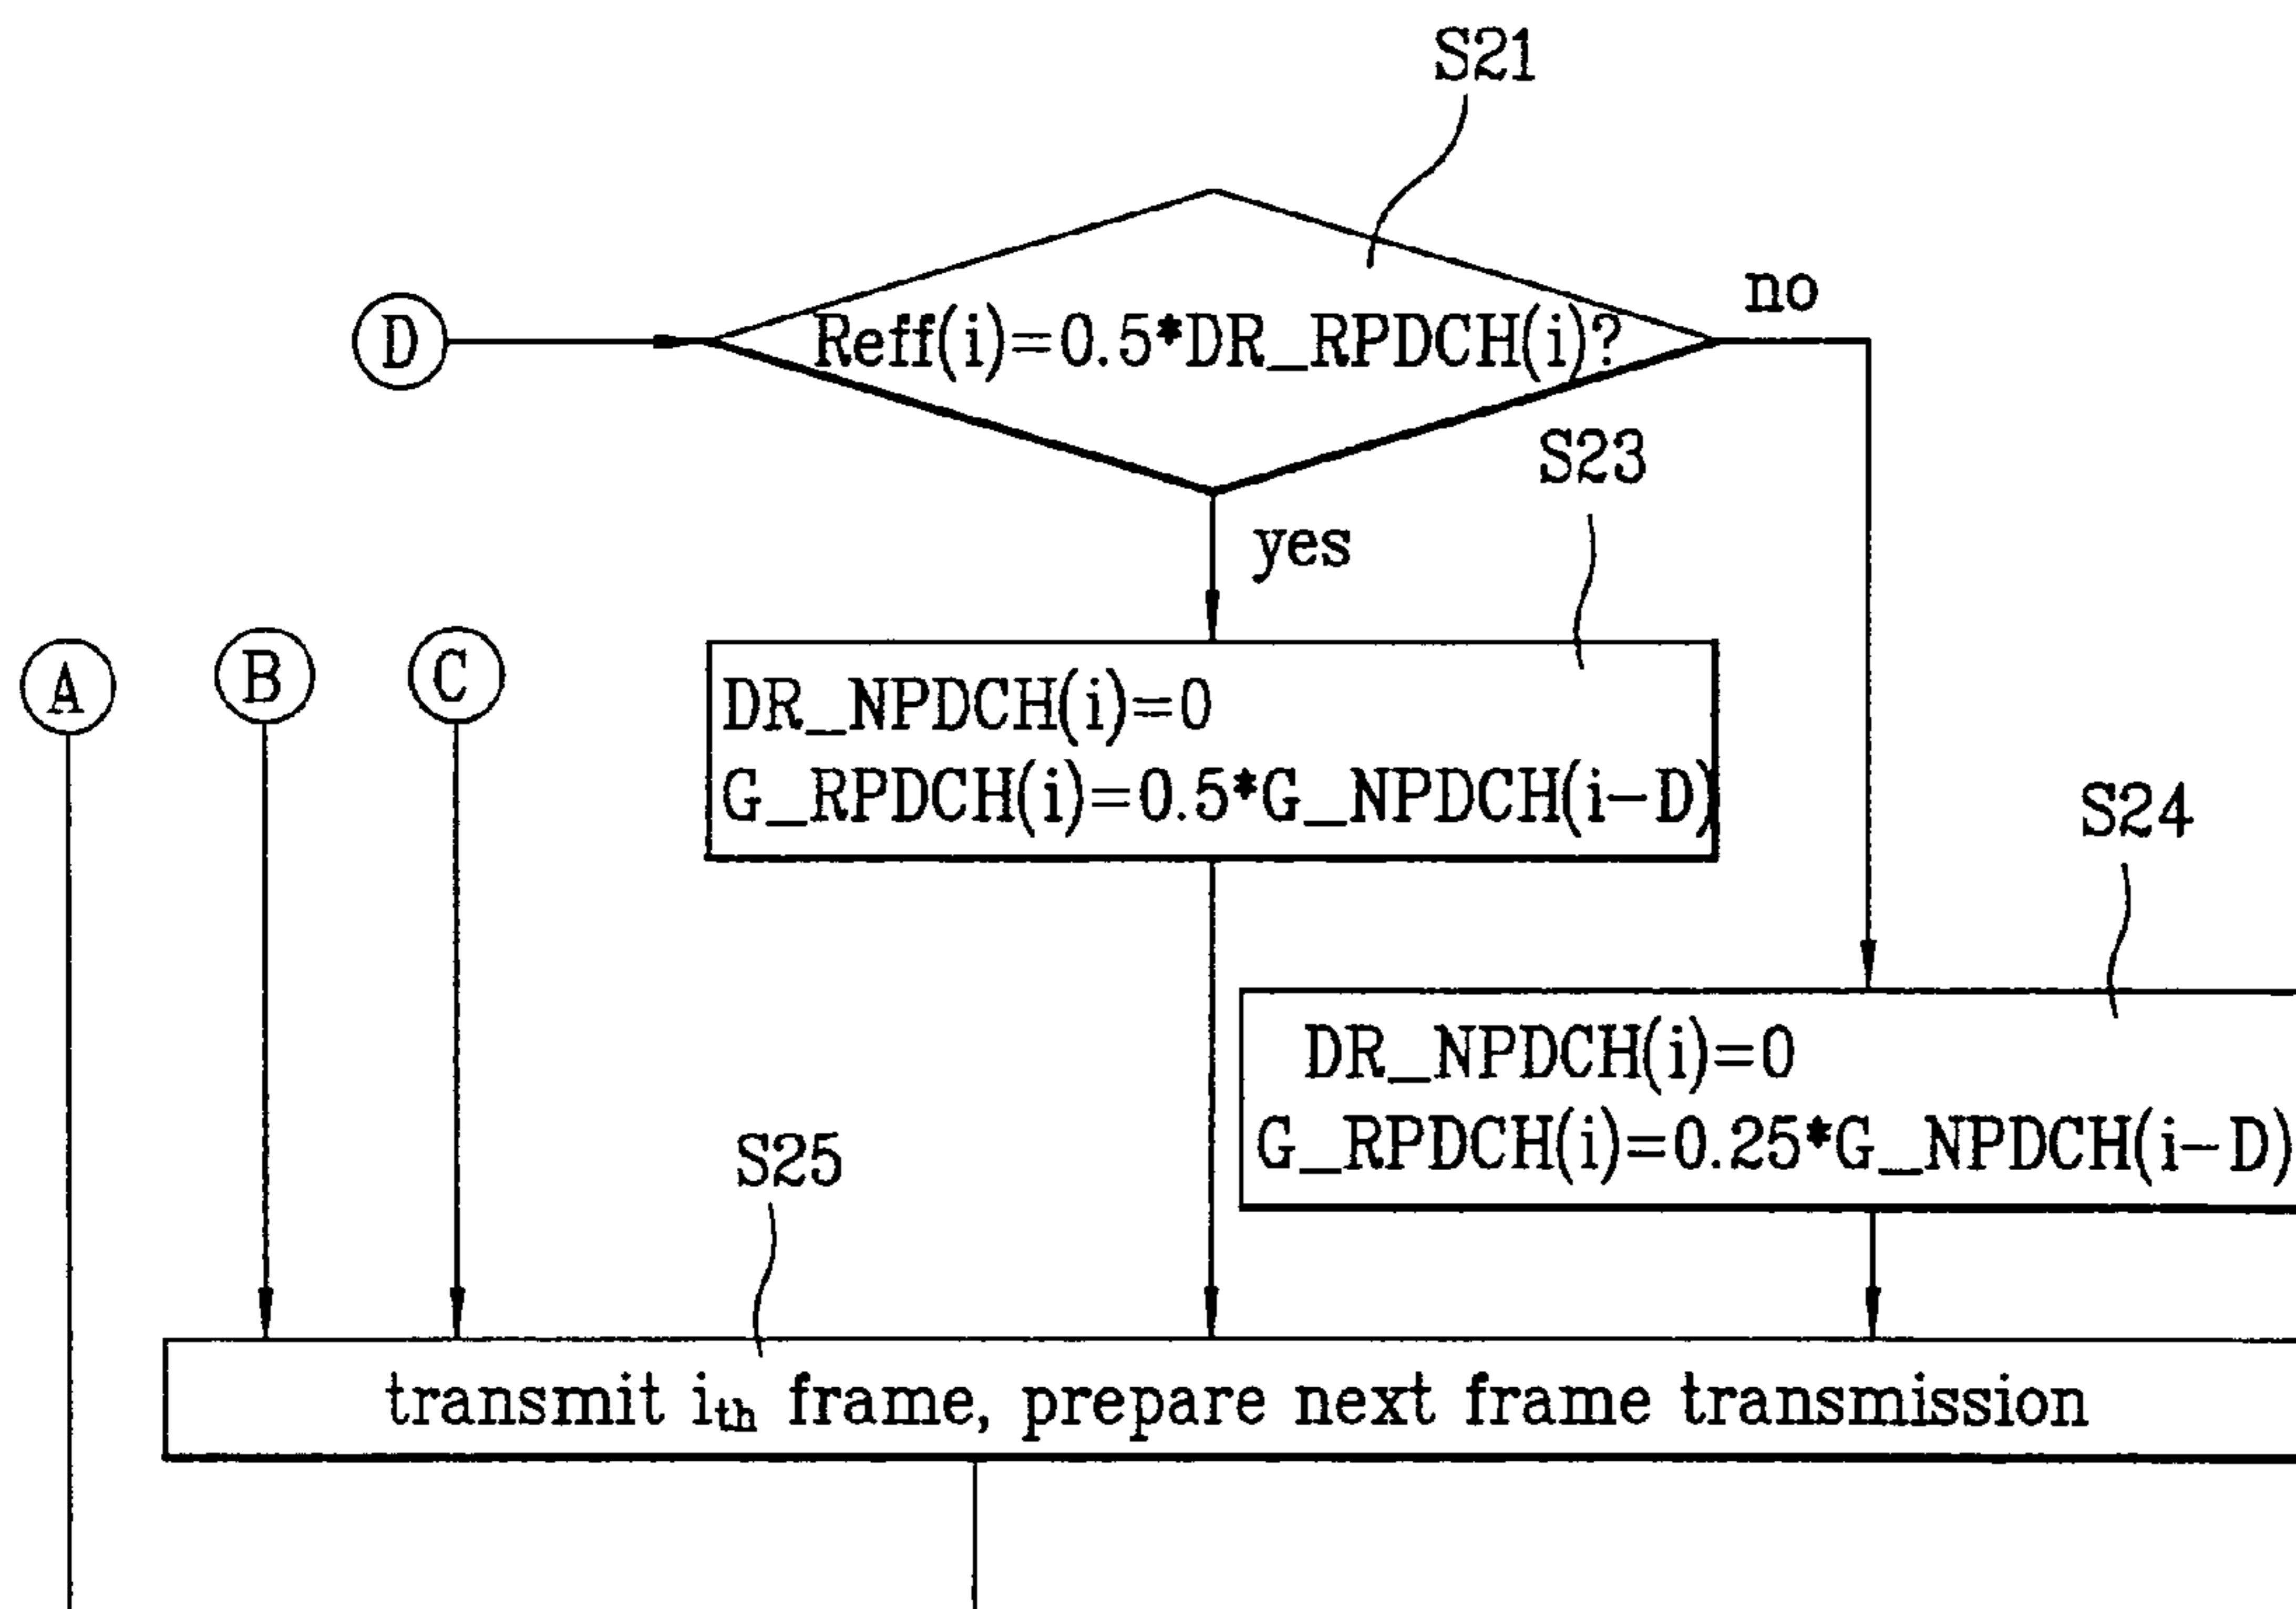 S21
D
Reff(i)=0.5*DR_RPDCH(i)?
no
S23
yes
A
B
C
DR_NPDCH(i)=0
G_RPDCH(i)=0.5*G_NPDCH(i-D)
S24
DR_NPDCH(i)=0
G_RPDCH(i)=0.25*G_NPDCH(i-D)
S25
transmit ith frame, prepare next frame transmission